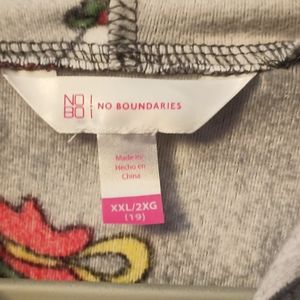 NO
BO
NO BOUNDARIES
Made in/
Hecho en
China
XXL/2XG
(19)